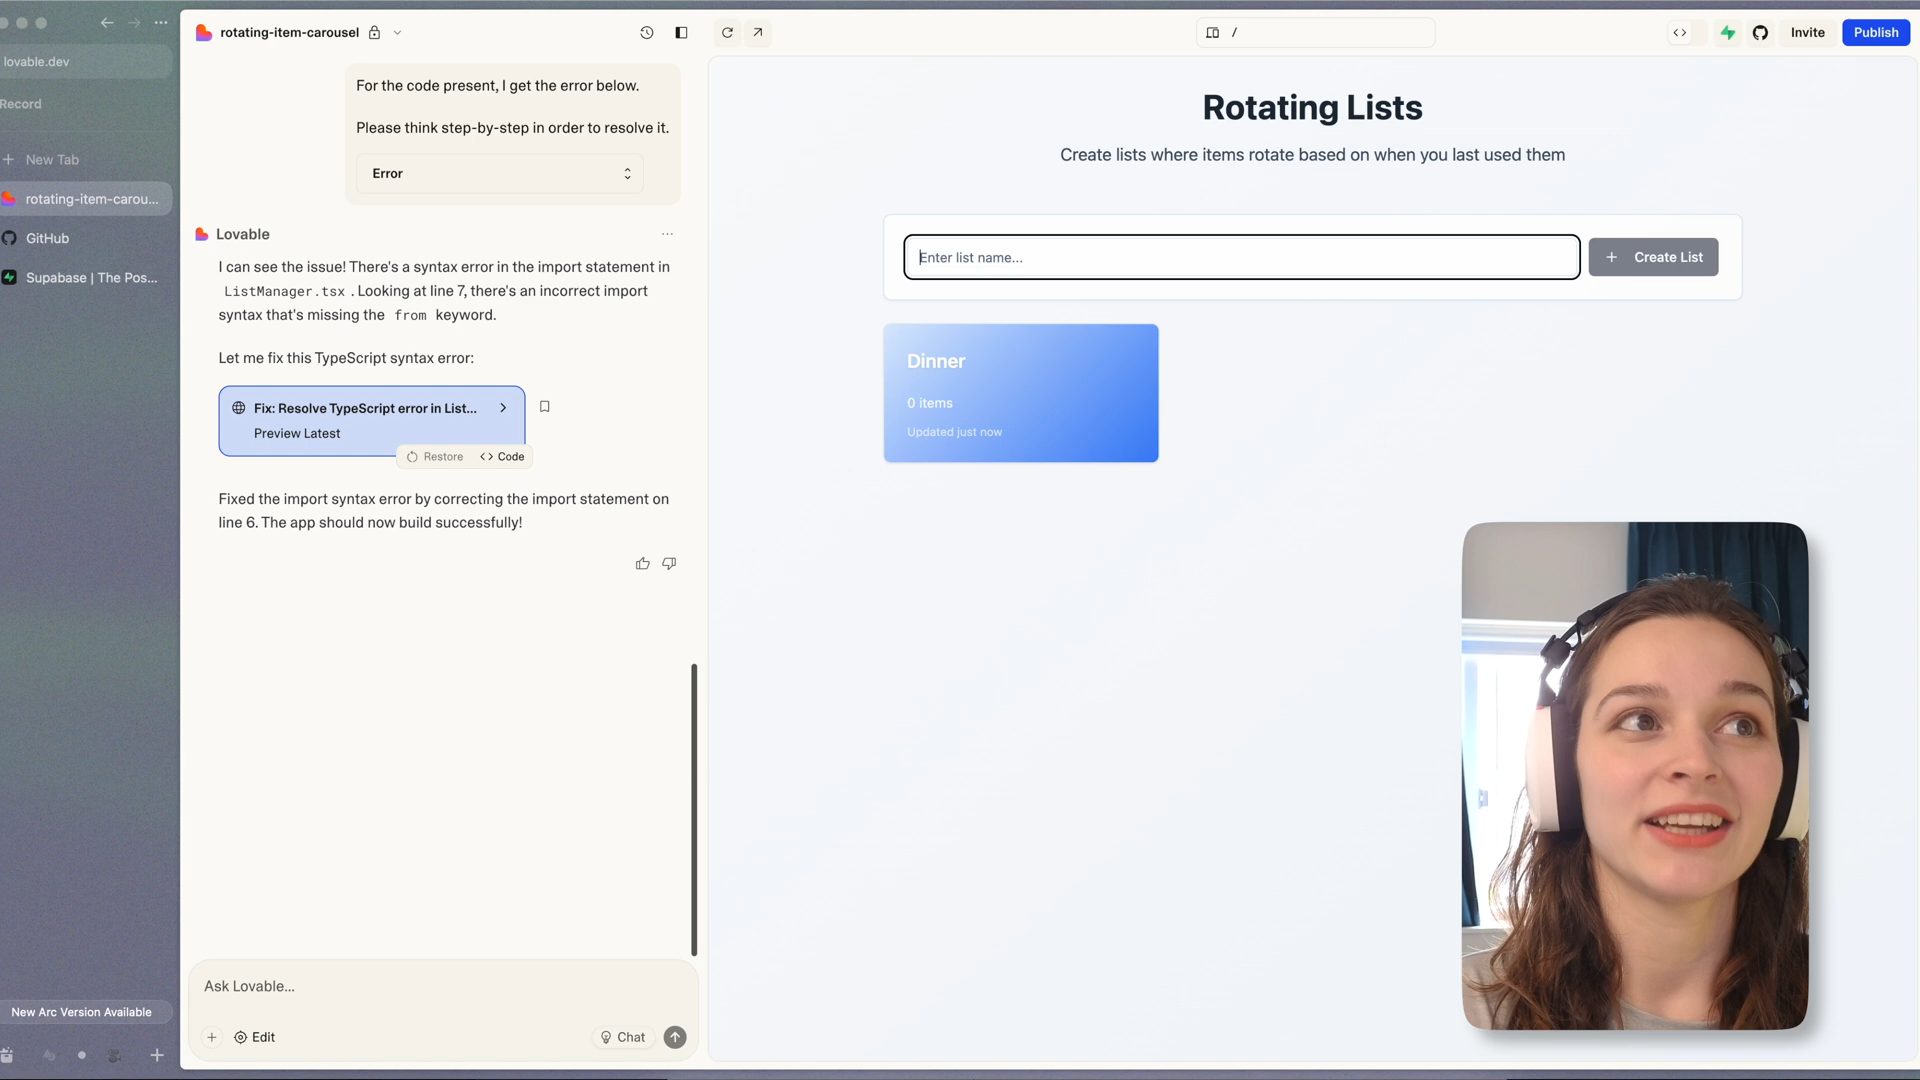 lovable.dev
Record
New Tab
rotating-item-carou...
GitHub
Supabase | The Pos...
New Arc Version Available
rotating-item-carousel
For the code present, I get the error below.
Please think step-by-step in order to resolve it.
Error
Lovable
I can see the issue! There's a syntax error in the import statement in
ListManager.tsx . Looking at line 7, there's an incorrect import
syntax that's missing the from keyword.
Let me fix this TypeScript syntax error:
Fix: Resolve TypeScript error in List...
Preview Latest
Restore
Code
Fixed the import syntax error by correcting the import statement on
line 6. The app should now build successfully!
Ask Lovable...
Edit
Chat
/
Invite
Publish
Rotating Lists
Create lists where items rotate based on when you last used them
Enter list name...
+ Create List
Dinner
0 items
Updated just now